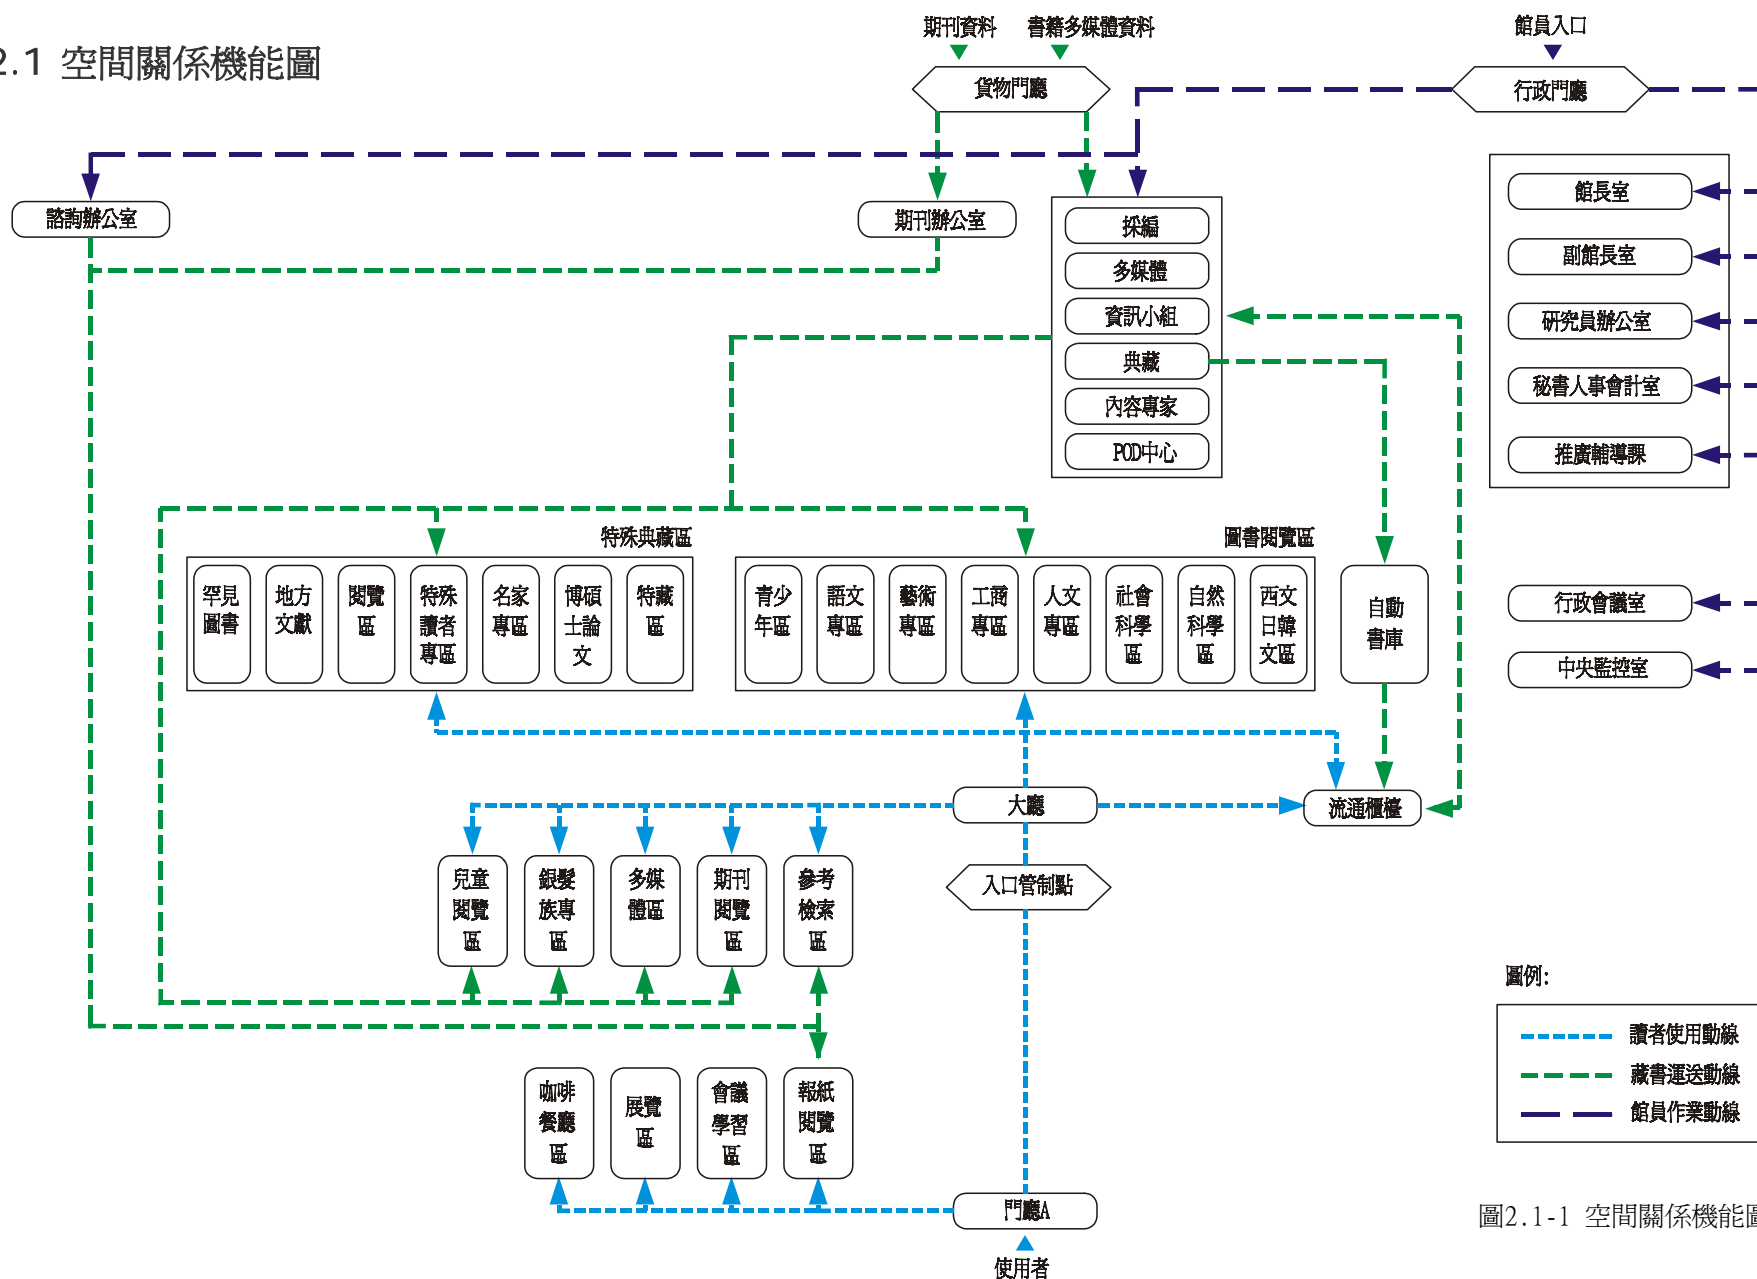 2.1 空間關係機能圖
期刊資料
書籍多媒體資料
館員入口
貨物門廳
行政門廳
諮詢辦公室
期刊辦公室
採編
多媒體
資訊小組
典藏
內容專家
POD中心
館長室
副館長室
研究員辦公室
秘書人事會計室
推廣輔導課
特殊典藏區
圖書閱覽區
罕見
圖書
地方
文獻
閱覽
區
特殊
讀者
專區
名家
專區
博碩
士論
文
特藏
區
青少
年區
語文
專區
藝術
專區
工商
專區
人文
專區
社會
科學
區
自然
科學
區
西文
日韓
文區
自動
書庫
行政會議室
中央監控室
大廳
流通櫃檯
入口管制點
兒童
閱覽
區
銀髮
族專
區
多媒
體區
期刊
閱覽
區
參考
檢索
區
咖啡
餐廳
區
展覽
區
會議
學習
區
報紙
閱覽
區
門廳A
使用者
圖例:
讀者使用動線
藏書運送動線
館員作業動線
圖2.1-1 空間關係機能圖